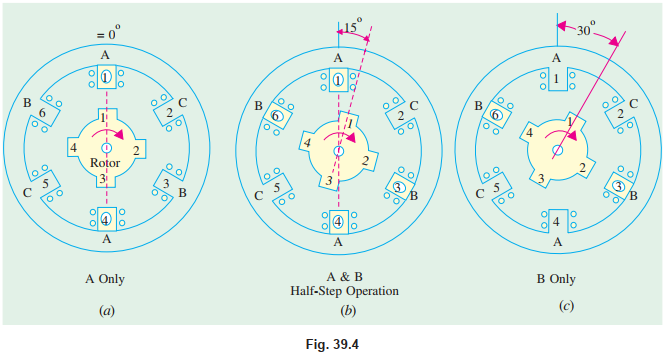 = 0°
A
1
B
6
C
2
1
4
2
Rotor
3
C
5
3
B
4
A
A Only
(a)
15°
A
1
B
6
C
2
1
4
2
3
C
5
3
B
4
A
A & B
Half-Step Operation
(b)
30°
A
1
B
6
C
2
1
4
2
3
C
5
3
B
4
A
B Only
(c)
Fig. 39.4